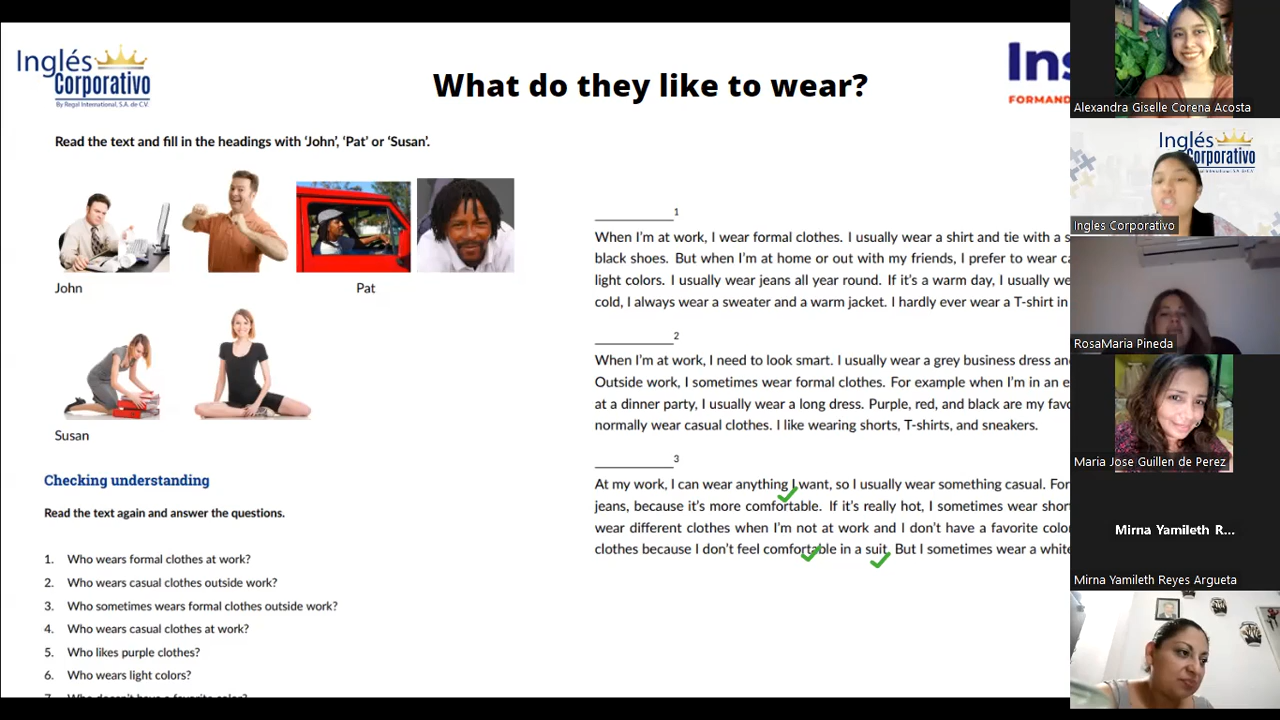 Inglés
Corporativo
By Regal International, S.A. de C.V.
What do they like to wear?
Ins
FORMAND
Read the text and fill in the headings with ‘John’, ‘Pat’ or ‘Susan’.
John
Pat
Susan
Checking understanding
Read the text again and answer the questions.
1. Who wears formal clothes at work?
2. Who wears casual clothes outside work?
3. Who sometimes wears formal clothes outside work?
4. Who wears casual clothes at work?
5. Who likes purple clothes?
6. Who wears light colors?
7. Who doesn't have a favorite color?
____________1
When I’m at work, I wear formal clothes. I usually wear a shirt and tie with a s
black shoes. But when I’m at home or out with my friends, I prefer to wear ca
light colors. I usually wear jeans all year round. If it’s a warm day, I usually we
cold, I always wear a sweater and a warm jacket. I hardly ever wear a T-shirt in
____________2
When I’m at work, I need to look smart. I usually wear a grey business dress an
Outside work, I sometimes wear formal clothes. For example when I’m in an e
at a dinner party, I usually wear a long dress. Purple, red, and black are my favo
normally wear casual clothes. I like wearing shorts, T-shirts, and sneakers.
____________3
At my work, I can wear anything I want, so I usually wear something casual. For
jeans, because it’s more comfortable. If it’s really hot, I sometimes wear shor
wear different clothes when I’m not at work and I don’t have a favorite colo
clothes because I don’t feel comfortable in a suit. But I sometimes wear a white
Alexandra Giselle Corena Acosta
Inglés
Corporativo
Ingles Corporativo
RosaMaria Pineda
Maria Jose Guillen de Perez
Mirna Yamileth R...
Mirna Yamileth Reyes Argueta